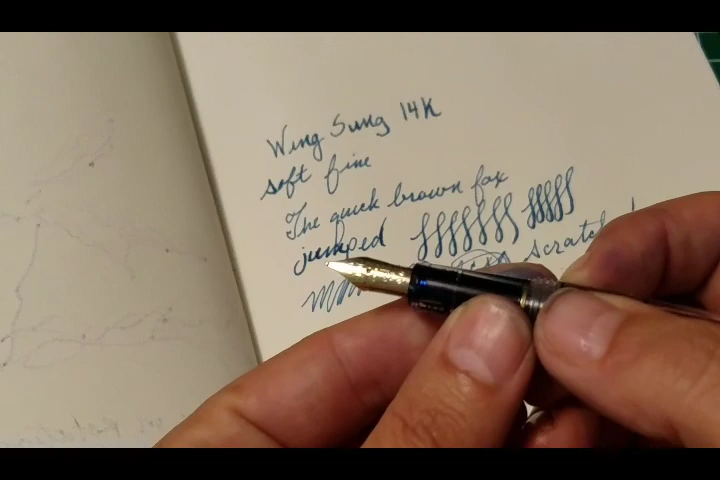 Wing Sung 14K
soft fine
The quick brown fox
jumped
scratch